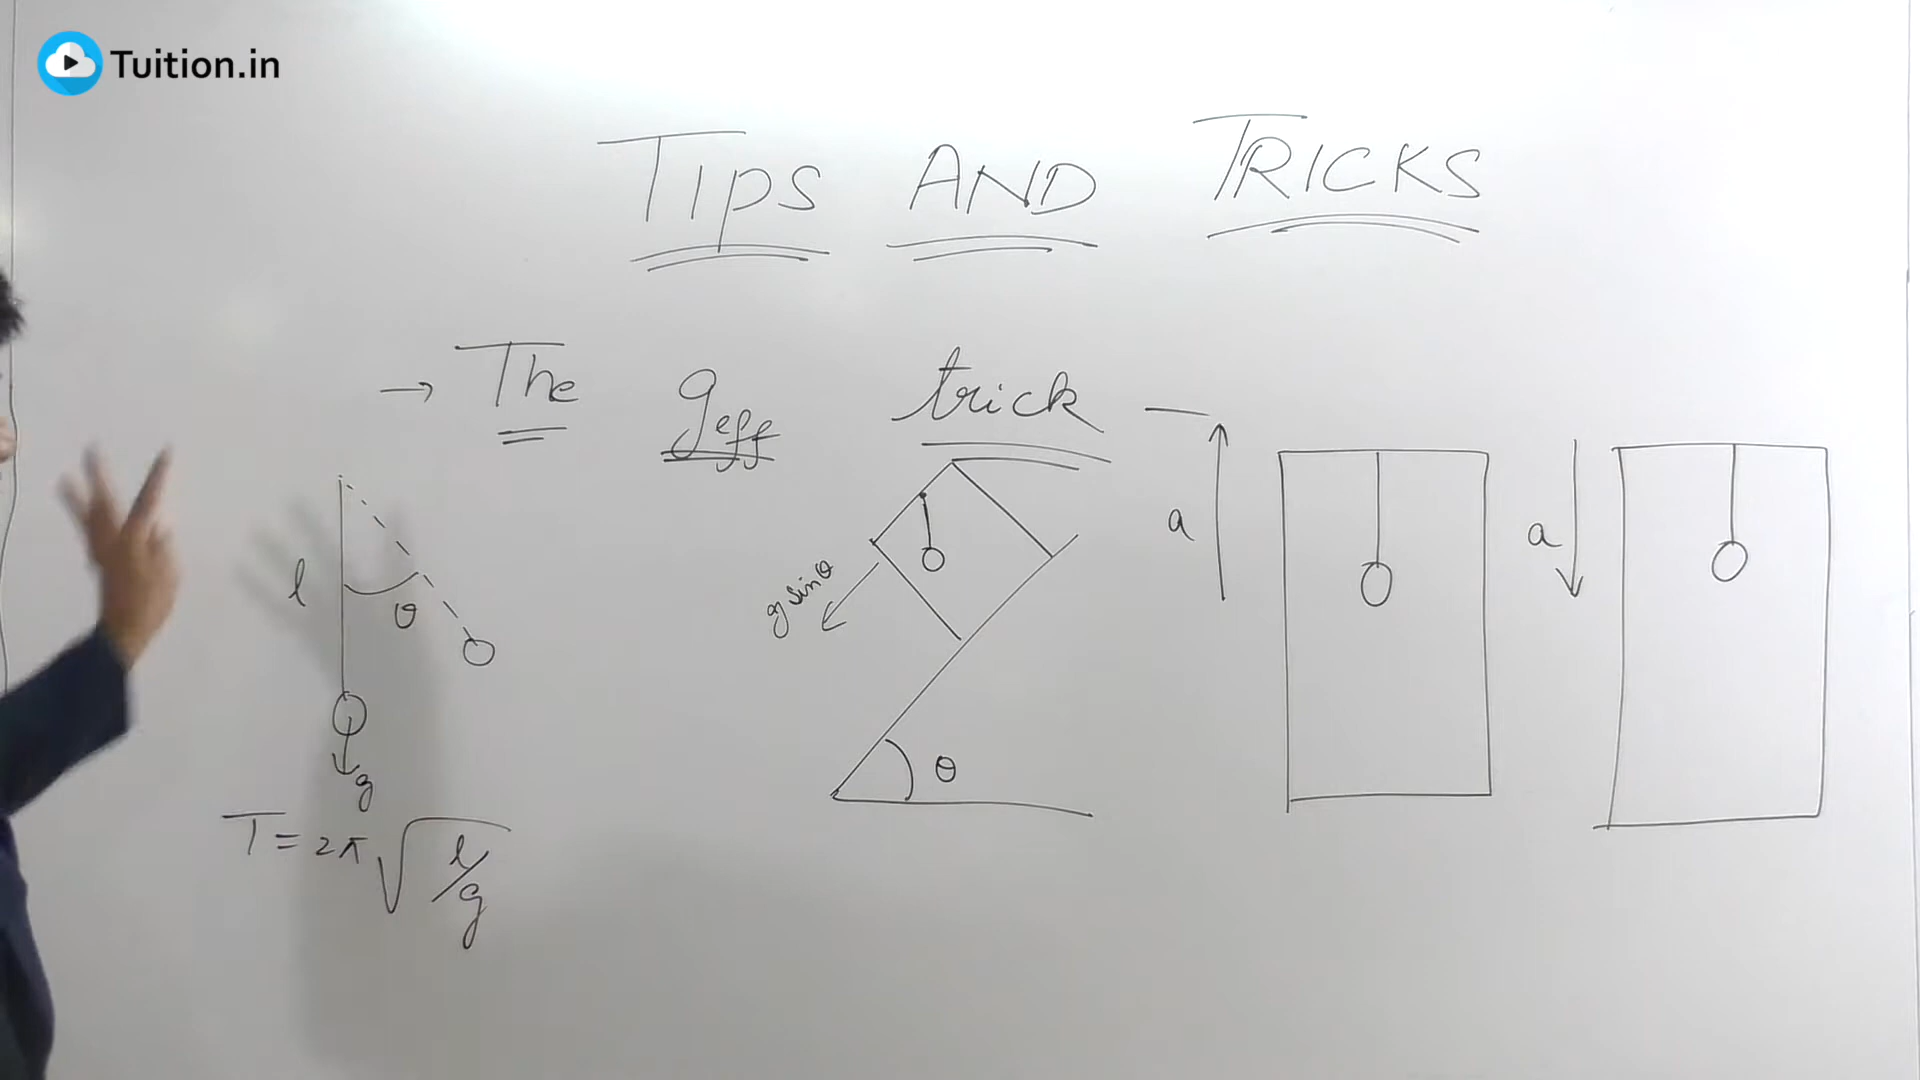 Tuition.in
TIPS AND TRICKS
→ The geff trick —
l
θ
g
T = 2π √l/g
g sinθ
θ
a
a